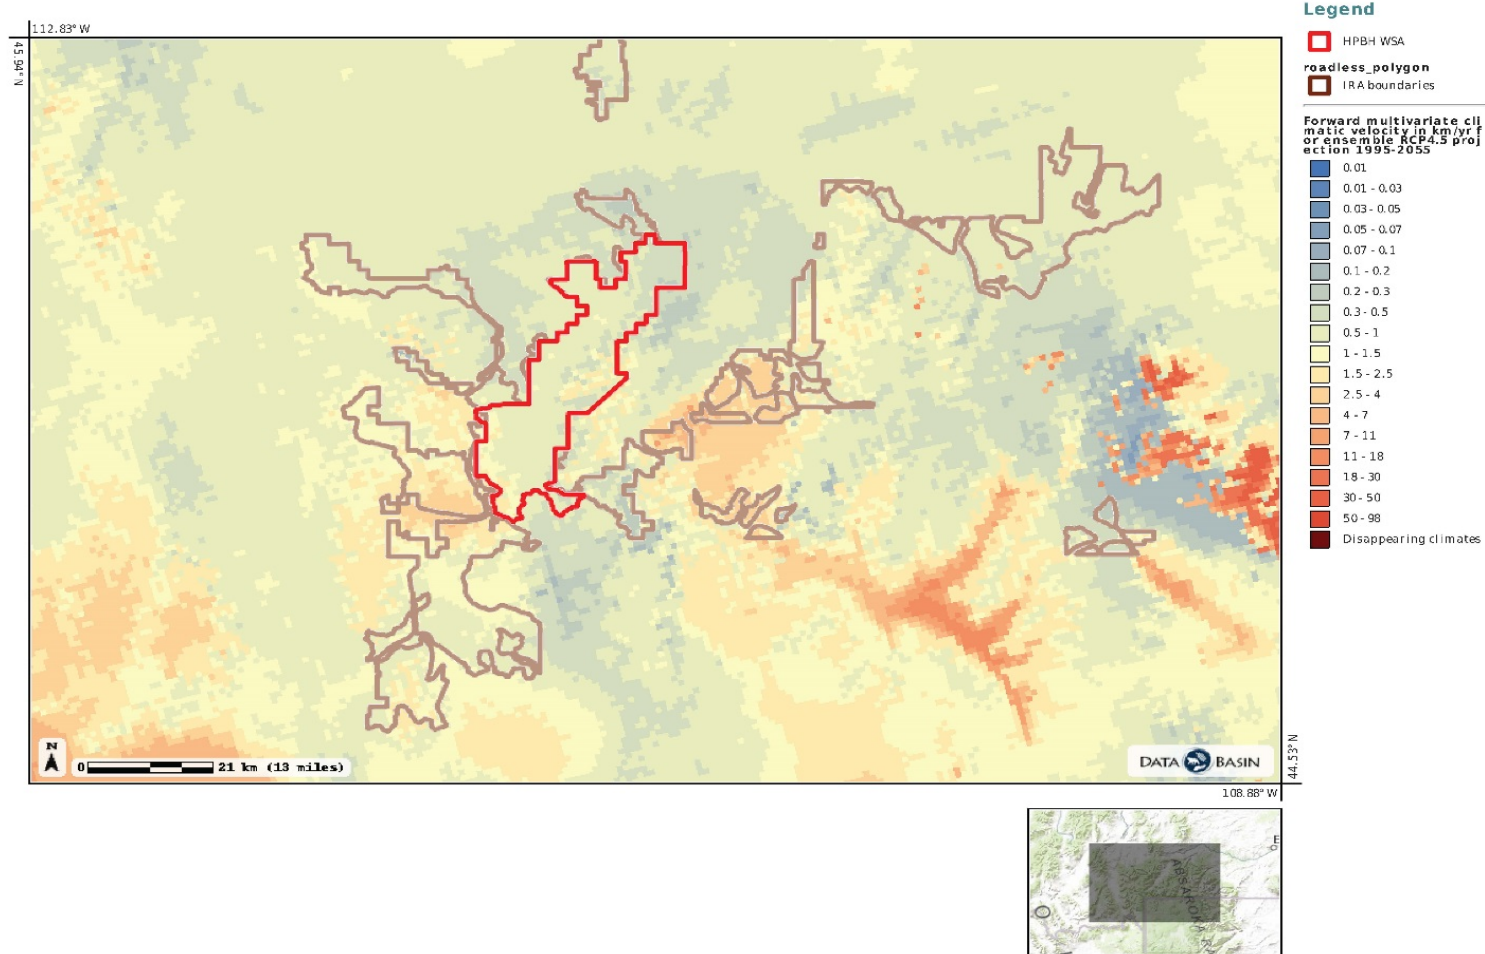 112.83° W
45.94° N
Legend
HPBH WSA
roadless_polygon
IRA boundaries
Forward multivariate cli
matic velocity in km/yr f
or ensemble RCP4.5 proj
ection 1995-2055
0.01
0.01 - 0.03
0.03 - 0.05
0.05 - 0.07
0.07 - 0.1
0.1 - 0.2
0.2 - 0.3
0.3 - 0.5
0.5 - 1
1 - 1.5
1.5 - 2.5
2.5 - 4
4 - 7
7 - 11
11 - 18
18 - 30
30 - 50
50 - 98
Disappearing climates
N
0 21 km (13 miles)
DATA BASIN
44.53° N
108.88° W
E